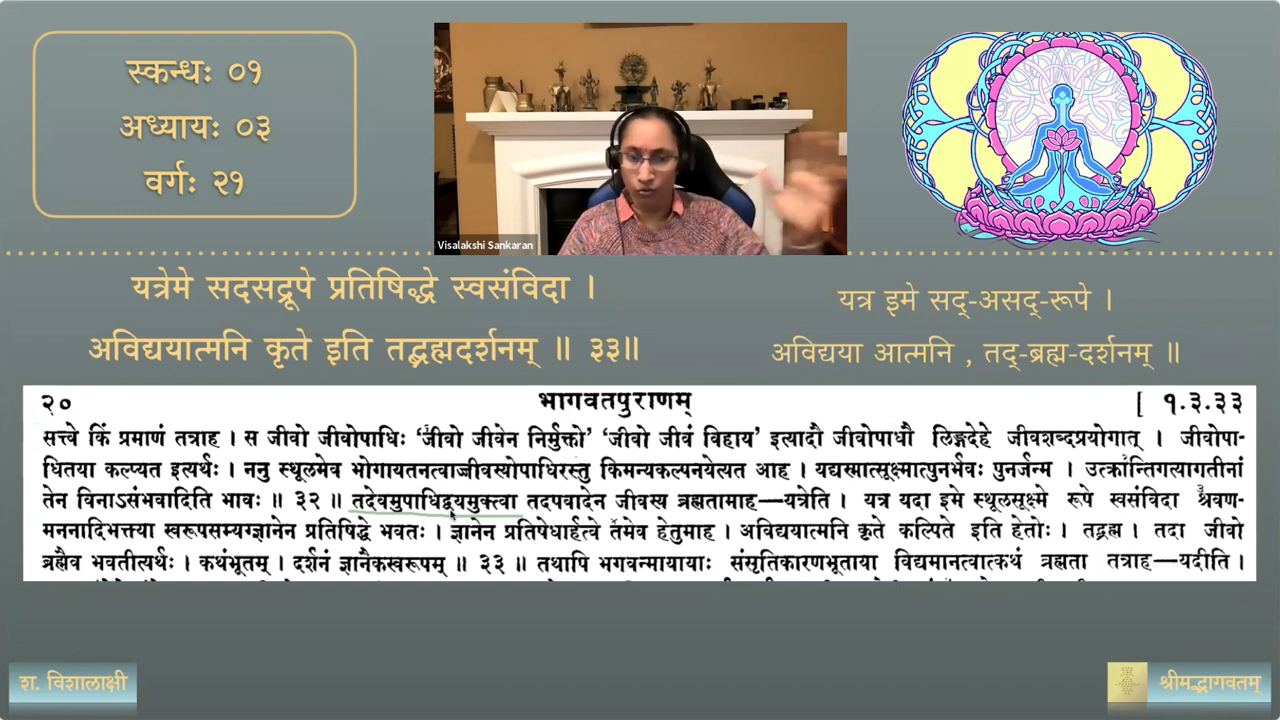 स्कन्धः ०१
अध्यायः ०३
वर्गः २१
Visalakshi Sankaran
यत्रेमे सदसद्रूपे प्रतिषिद्धे स्वसंविदा ।
अविद्ययात्मनि कृते इति तद्ब्रह्मदर्शनम् ॥ ३३॥
यत्र इमे सद्-असद्-रूपे ।
अविद्यया आत्मनि , तद्-ब्रह्म-दर्शनम् ॥
२० भागवतपुराणम् [ १.३.३३
सत्त्वे किं प्रमाणं तत्राह । स जीवो जीवोपाधिः ‘जीवो जीवेन निर्मुक्तो’ ‘जीवो जीवं विहाय’ इत्यादौ जीवोपाधौ लिङ्गदेहे जीवशब्दप्रयोगात् । जीवोपा-
धितया कल्प्यत इत्यर्थः । ननु स्थूलमेव भोगायतनत्वाज्जीवस्योपाधिरस्तु किमन्यकल्पनयेत्यत आह । यद्यस्मात्सूक्ष्मात्पुनर्भवः पुनर्जन्म । उत्क्रान्तिगत्यागतीनां
तेन विनाऽसंभवादिति भावः ॥ ३२ ॥ तदेवमुपाधिद्वयमुक्त्वा तदपवादेन जीवस्य ब्रह्मतामाह—यत्रेति । यत्र यदा इमे स्थूलसूक्ष्मे रूपे स्वसंविदा श्रवण-
मननादिभक्त्या स्वरूपसम्यग्ज्ञानेन प्रतिषिद्धे भवतः । ज्ञानेन प्रतिषेधार्हत्वे तमेव हेतुमाह । अविद्ययात्मनि कृते कल्पिते इति हेतोः । तद्ब्रह्म । तदा जीवो
ब्रह्मैव भवतीत्यर्थः । कथंभूतम् । दर्शनं ज्ञानैकस्वरूपम् ॥ ३३ ॥ तथापि भगवन्मायायाः संसृतिकारणभूताया विद्यमानत्वात्कथं ब्रह्मता तत्राह—यदीति ।
श. विशालाक्षी
श्रीमद्भागवतम्